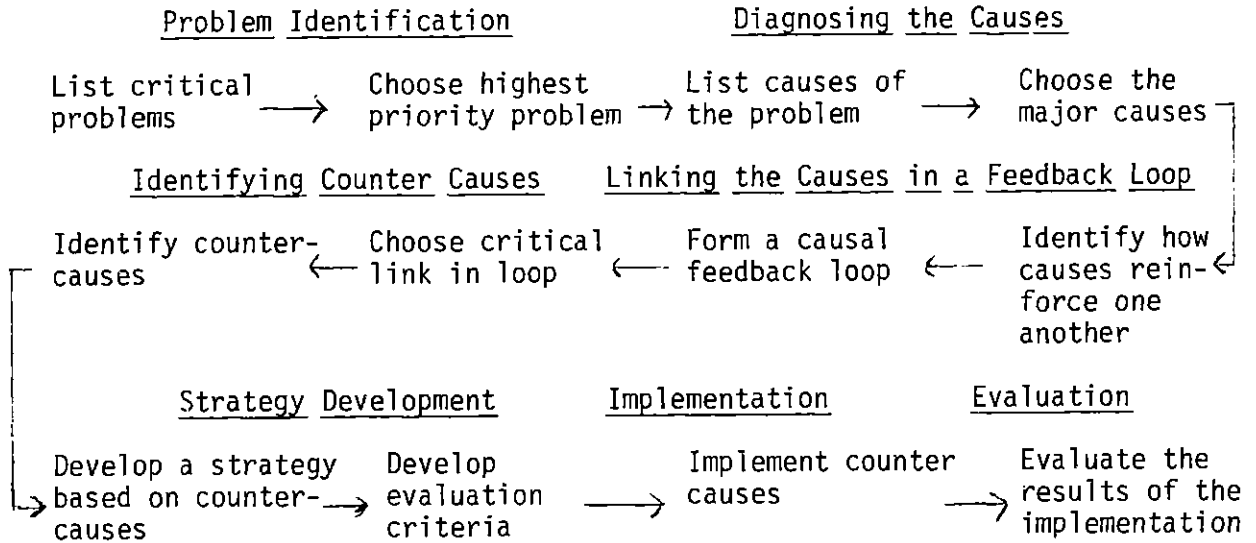 Problem Identification
Diagnosing the Causes
List critical
problems
Choose highest
priority problem
List causes of
the problem
Choose the
major causes
Identifying Counter Causes
Linking the Causes in a Feedback Loop
Identify counter-
causes
Choose critical
link in loop
Form a causal
feedback loop
Identify how
causes rein-
force one
another
Strategy Development
Implementation
Evaluation
Develop a strategy
based on counter-
causes
Develop
evaluation
criteria
Implement counter
causes
Evaluate the
results of the
implementation